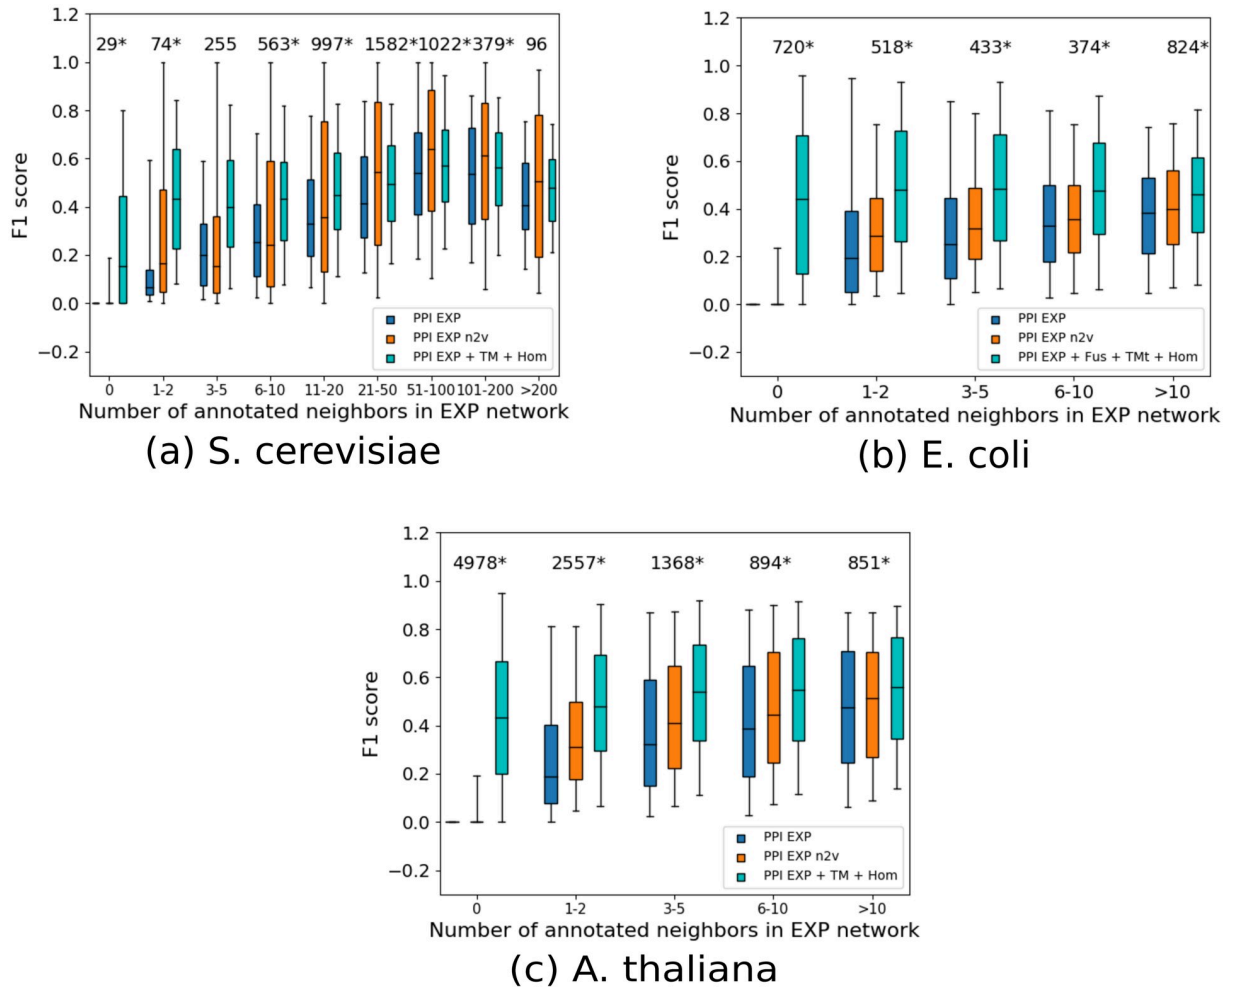 1.2
1.0
0.8
0.6
0.4
0.2
0.0
−0.2
F1 score
29* 74* 255 563* 997* 1582* 1022* 379* 96
PPI EXP
PPI EXP n2v
PPI EXP + TM + Hom
0 1-2 3-5 6-10 11-20 21-50 51-100 101-200 >200
Number of annotated neighbors in EXP network
(a) S. cerevisiae
1.2
1.0
0.8
0.6
0.4
0.2
0.0
−0.2
F1 score
720* 518* 433* 374* 824*
PPI EXP
PPI EXP n2v
PPI EXP + Fus + TMt + Hom
0 1-2 3-5 6-10 >10
Number of annotated neighbors in EXP network
(b) E. coli
1.2
1.0
0.8
0.6
0.4
0.2
0.0
−0.2
F1 score
4978* 2557* 1368* 894* 851*
PPI EXP
PPI EXP n2v
PPI EXP + TM + Hom
0 1-2 3-5 6-10 >10
Number of annotated neighbors in EXP network
(c) A. thaliana